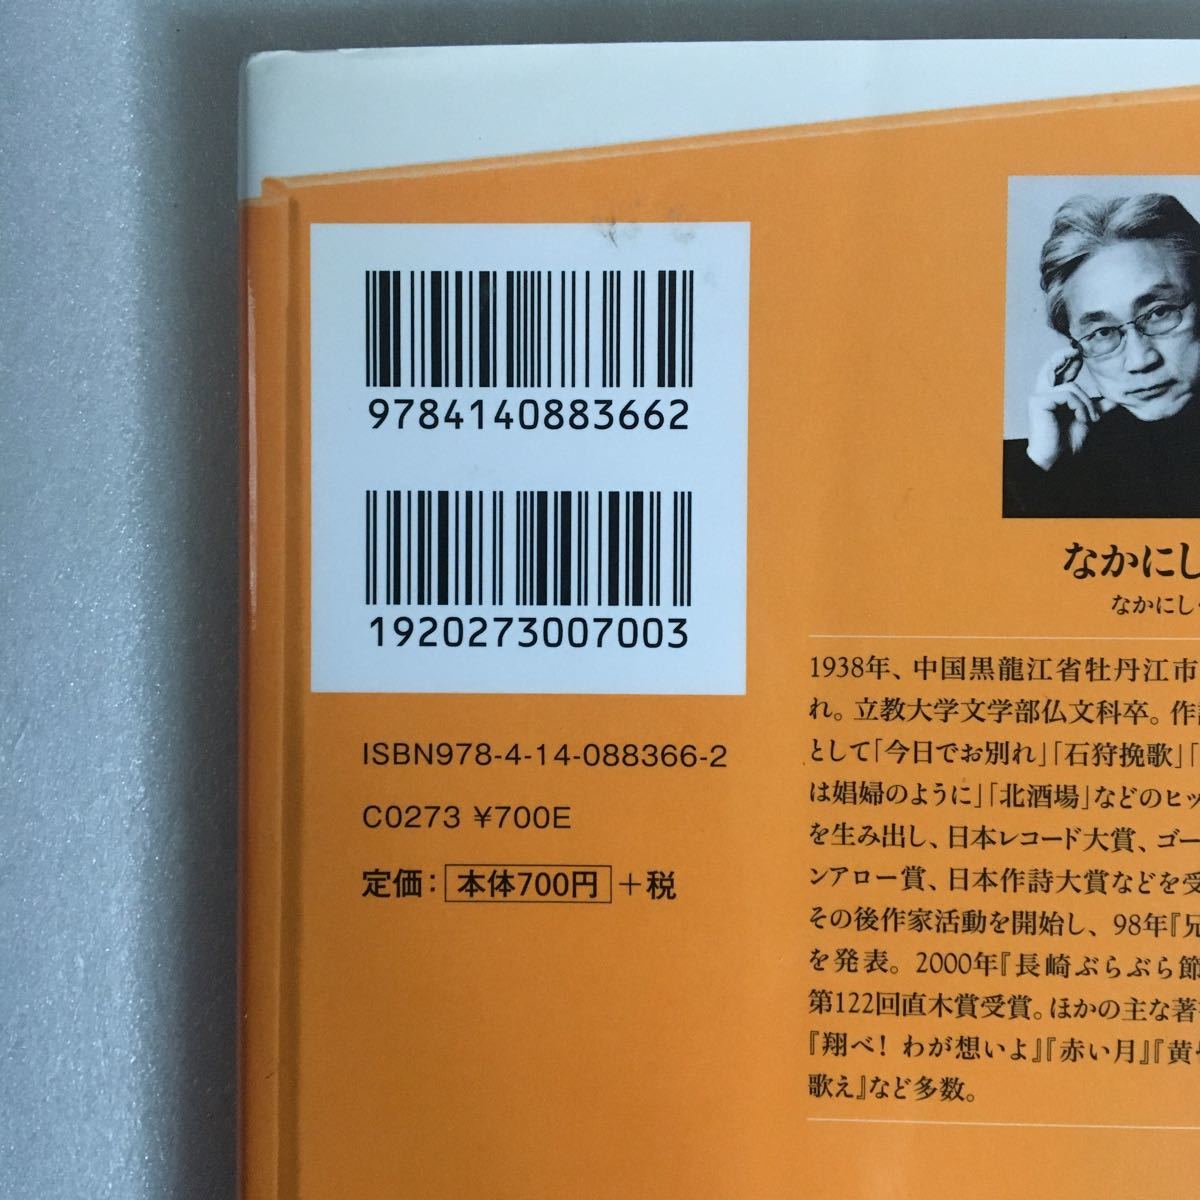 9784140883662
1920273007003
ISBN978-4-14-088366-2
C0273 ¥700E
定価：本体700円+税
なかにし
なかにし
1938年、中国黒龍江省牡丹江市
れ。立教大学文学部仏文科卒。作
として「今日でお別れ」「石狩挽歌」「
は娼婦のように」「北酒場」などのヒッ
を生み出し、日本レコード大賞、ゴー
ンアロー賞、日本作詩大賞などを受
その後作家活動を開始し、98年『兄
を発表。2000年『長崎ぶらぶら節
第122回直木賞受賞。ほかの主な著
『翔べ！わが想いよ』『赤い月』『黄
歌え』など多数。